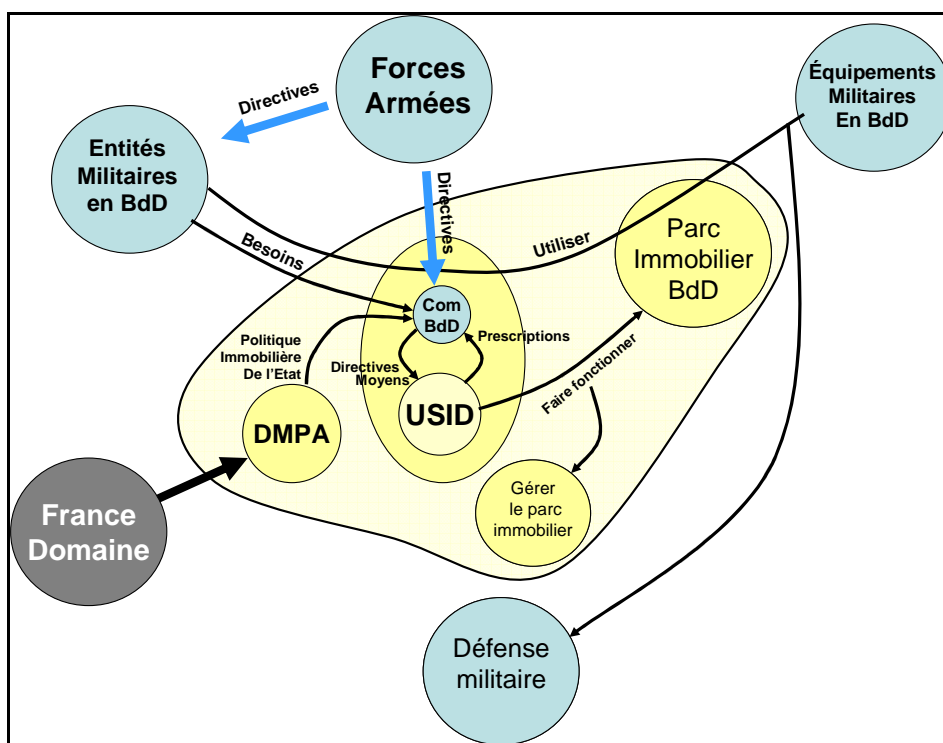 Forces
Armées
Directives
Équipements
Militaires
En BdD
Entités
Militaires
en BdD
Directives
Besoins
Utiliser
Parc
Immobilier
BdD
Com
BdD
Prescriptions
Politique
Immobilière
De l'Etat
Directives
Moyens
Faire fonctionner
USID
DMPA
Gérer
le parc
immobilier
France
Domaine
Défense
militaire